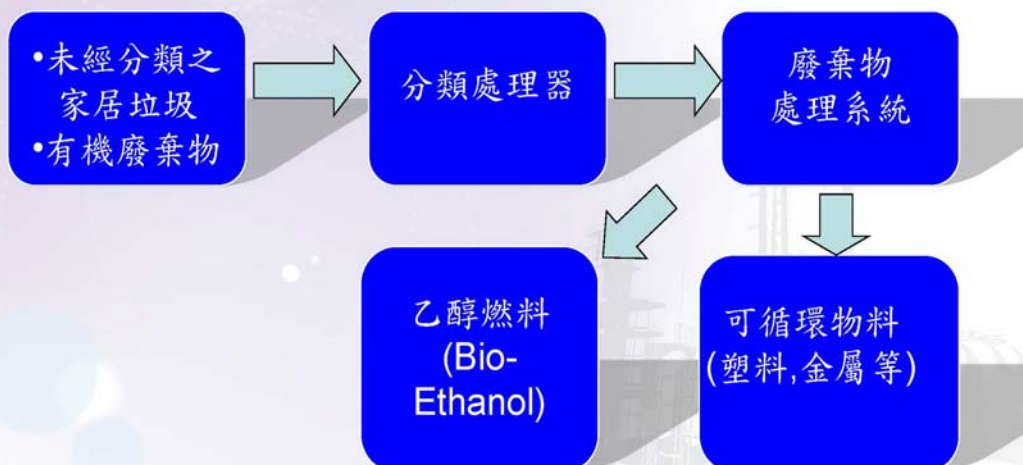 •未經分類之
家居垃圾
•有機廢棄物
分類處理器
廢棄物
處理系統
乙醇燃料
(Bio-
Ethanol)
可循環物料
(塑料,金屬等)